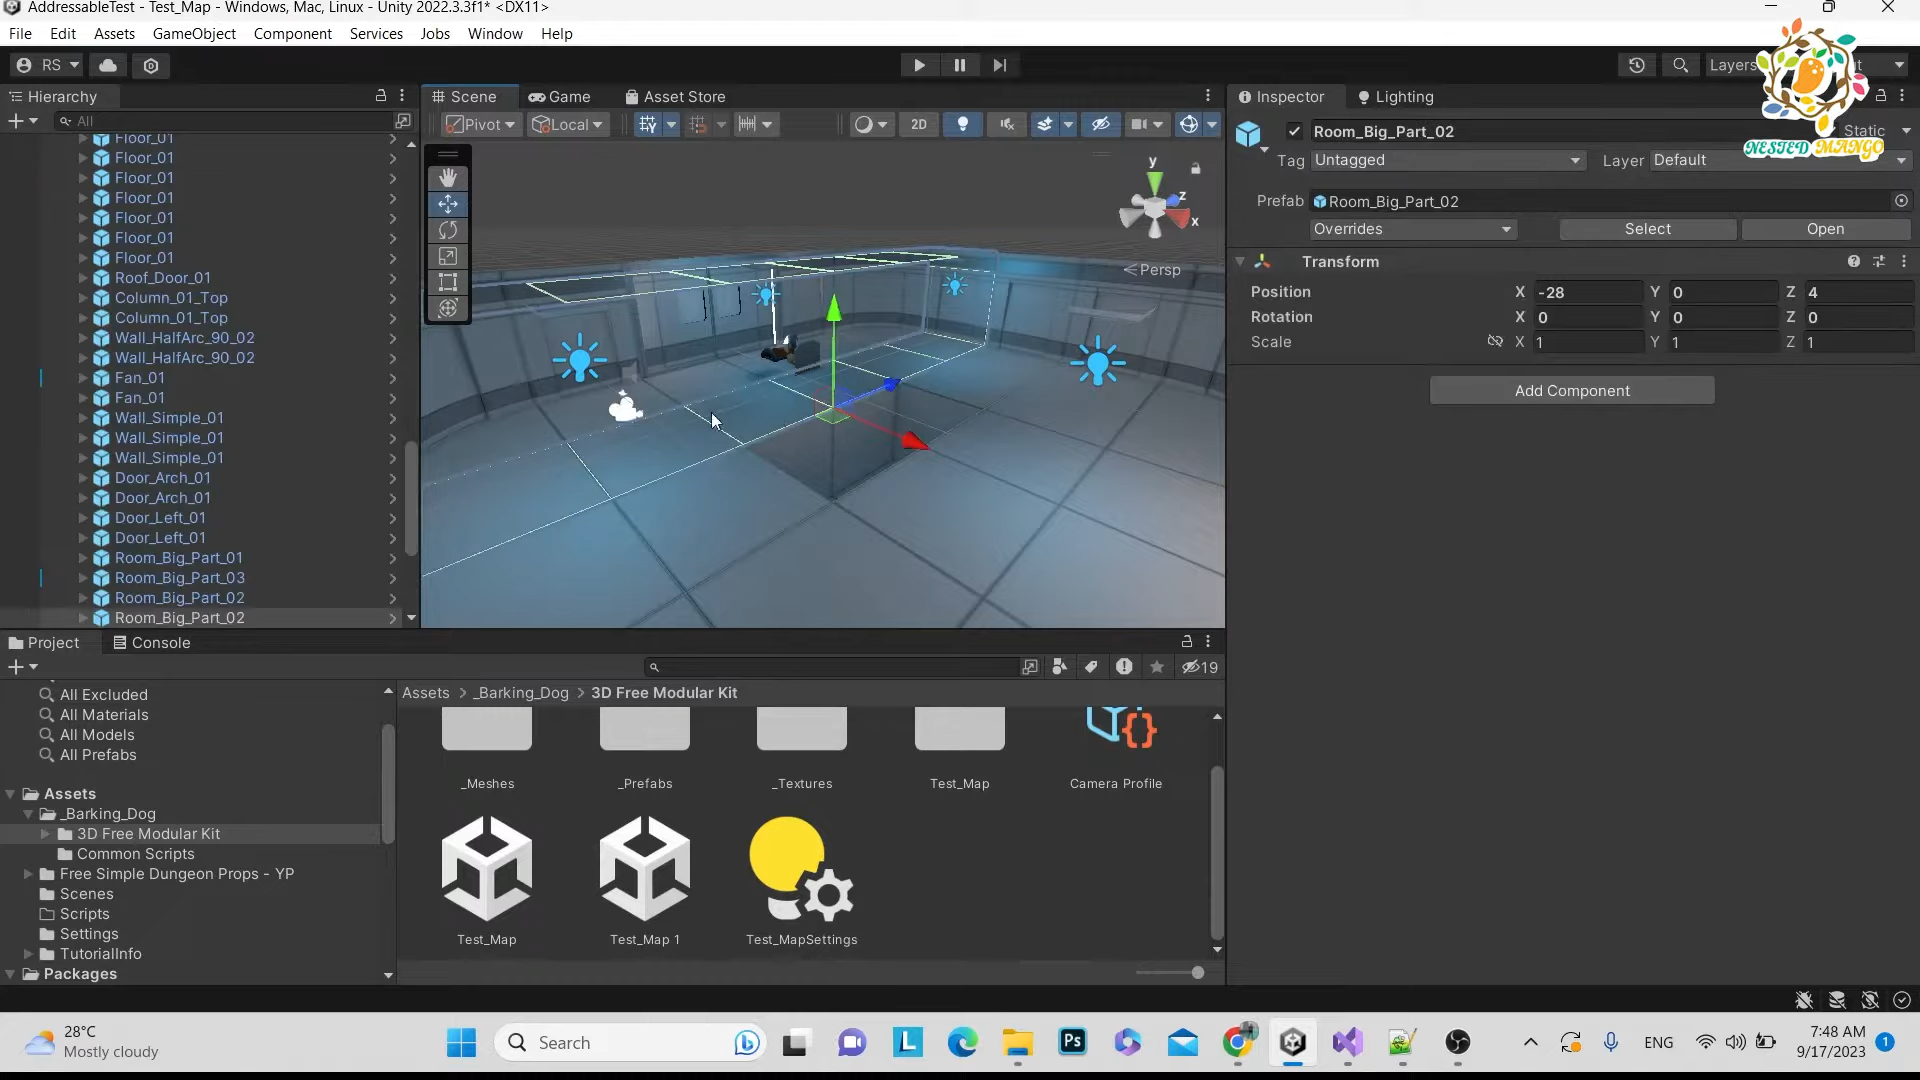 AddressableTest - Test_Map - Windows, Mac, Linux - Unity 2022.3.3f1* <DX11>
File Edit Assets GameObject Component Services Jobs Window Help
RS
Layers
NESTED MANGO
Hierarchy
All
Floor_01
Floor_01
Floor_01
Floor_01
Floor_01
Floor_01
Floor_01
Roof_Door_01
Column_01_Top
Column_01_Top
Wall_HalfArc_90_02
Wall_HalfArc_90_02
Fan_01
Fan_01
Wall_Simple_01
Wall_Simple_01
Wall_Simple_01
Door_Arch_01
Door_Arch_01
Door_Left_01
Door_Left_01
Room_Big_Part_01
Room_Big_Part_03
Room_Big_Part_02
Room_Big_Part_02
Scene Game Asset Store
Pivot Local 2D
y
z
x
Persp
Inspector Lighting
Room_Big_Part_02 Static
Tag Untagged Layer Default
Prefab Room_Big_Part_02
Overrides Select Open
Transform
Position X -28 Y 0 Z 4
Rotation X 0 Y 0 Z 0
Scale X 1 Y 1 Z 1
Add Component
Project Console
19
All Excluded
All Materials
All Models
All Prefabs
Assets
_Barking_Dog
3D Free Modular Kit
Common Scripts
Free Simple Dungeon Props - YP
Scenes
Scripts
Settings
TutorialInfo
Packages
Assets > _Barking_Dog > 3D Free Modular Kit
_Meshes _Prefabs _Textures Test_Map Camera Profile
Test_Map Test_Map 1 Test_MapSettings
28°C
Mostly cloudy
Search
L
Ps
ENG
7:48 AM
9/17/2023
1